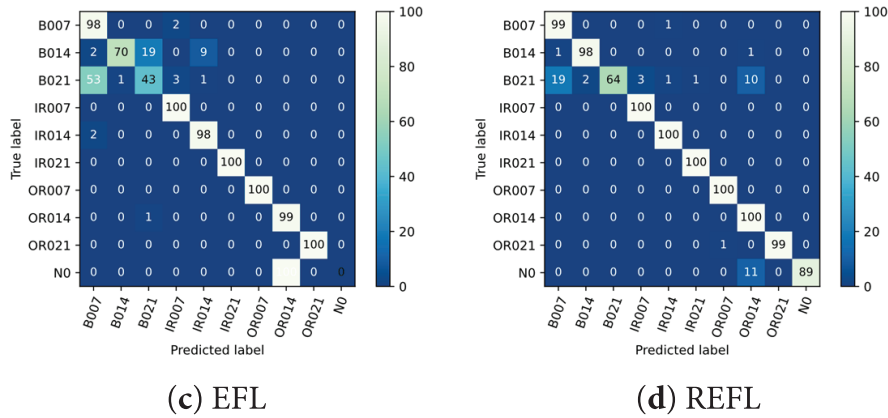 B007 98 0 0 2 0 0 0 0 0 0
B014 2 70 19 0 9 0 0 0 0 0
B021 53 1 43 3 1 0 0 0 0 0
IR007 0 0 0 100 0 0 0 0 0 0
IR014 2 0 0 0 98 0 0 0 0 0
IR021 0 0 0 0 0 100 0 0 0 0
OR007 0 0 0 0 0 0 100 0 0 0
OR014 0 0 1 0 0 0 0 99 0 0
OR021 0 0 0 0 0 0 0 0 100 0
N0 0 0 0 0 0 0 0 0 0
True label
B007 B014 B021 IR007 IR014 IR021 OR007 OR014 OR021 N0
Predicted label
100
80
60
40
20
0
(c) EFL
B007 99 0 0 0 1 0 0 0 0 0
B014 1 98 0 0 0 0 0 1 0 0
B021 19 2 64 3 1 1 0 10 0 0
IR007 0 0 0 100 0 0 0 0 0 0
IR014 0 0 0 0 100 0 0 0 0 0
IR021 0 0 0 0 0 100 0 0 0 0
OR007 0 0 0 0 0 0 100 0 0 0
OR014 0 0 0 0 0 0 0 100 0 0
OR021 0 0 0 0 0 0 1 0 99 0
N0 0 0 0 0 0 0 0 11 0 89
True label
B007 B014 B021 IR007 IR014 IR021 OR007 OR014 OR021 N0
Predicted label
100
80
60
40
20
0
(d) REFL